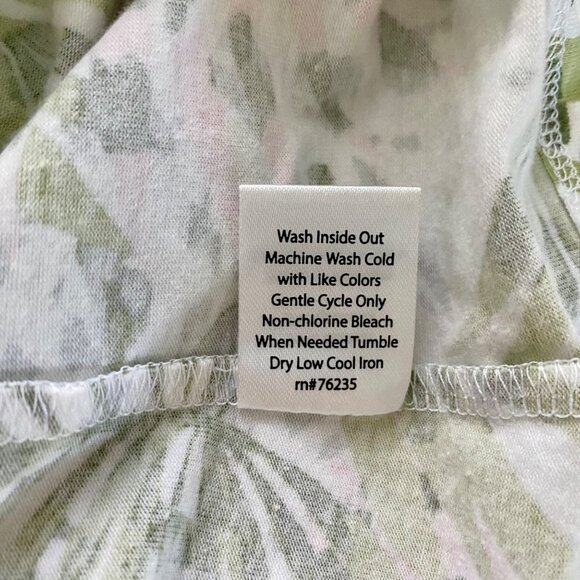 Wash Inside Out
Machine Wash Cold
with Like Colors
Gentle Cycle Only
Non-chlorine Bleach
When Needed Tumble
Dry Low Cool Iron
rn#76235